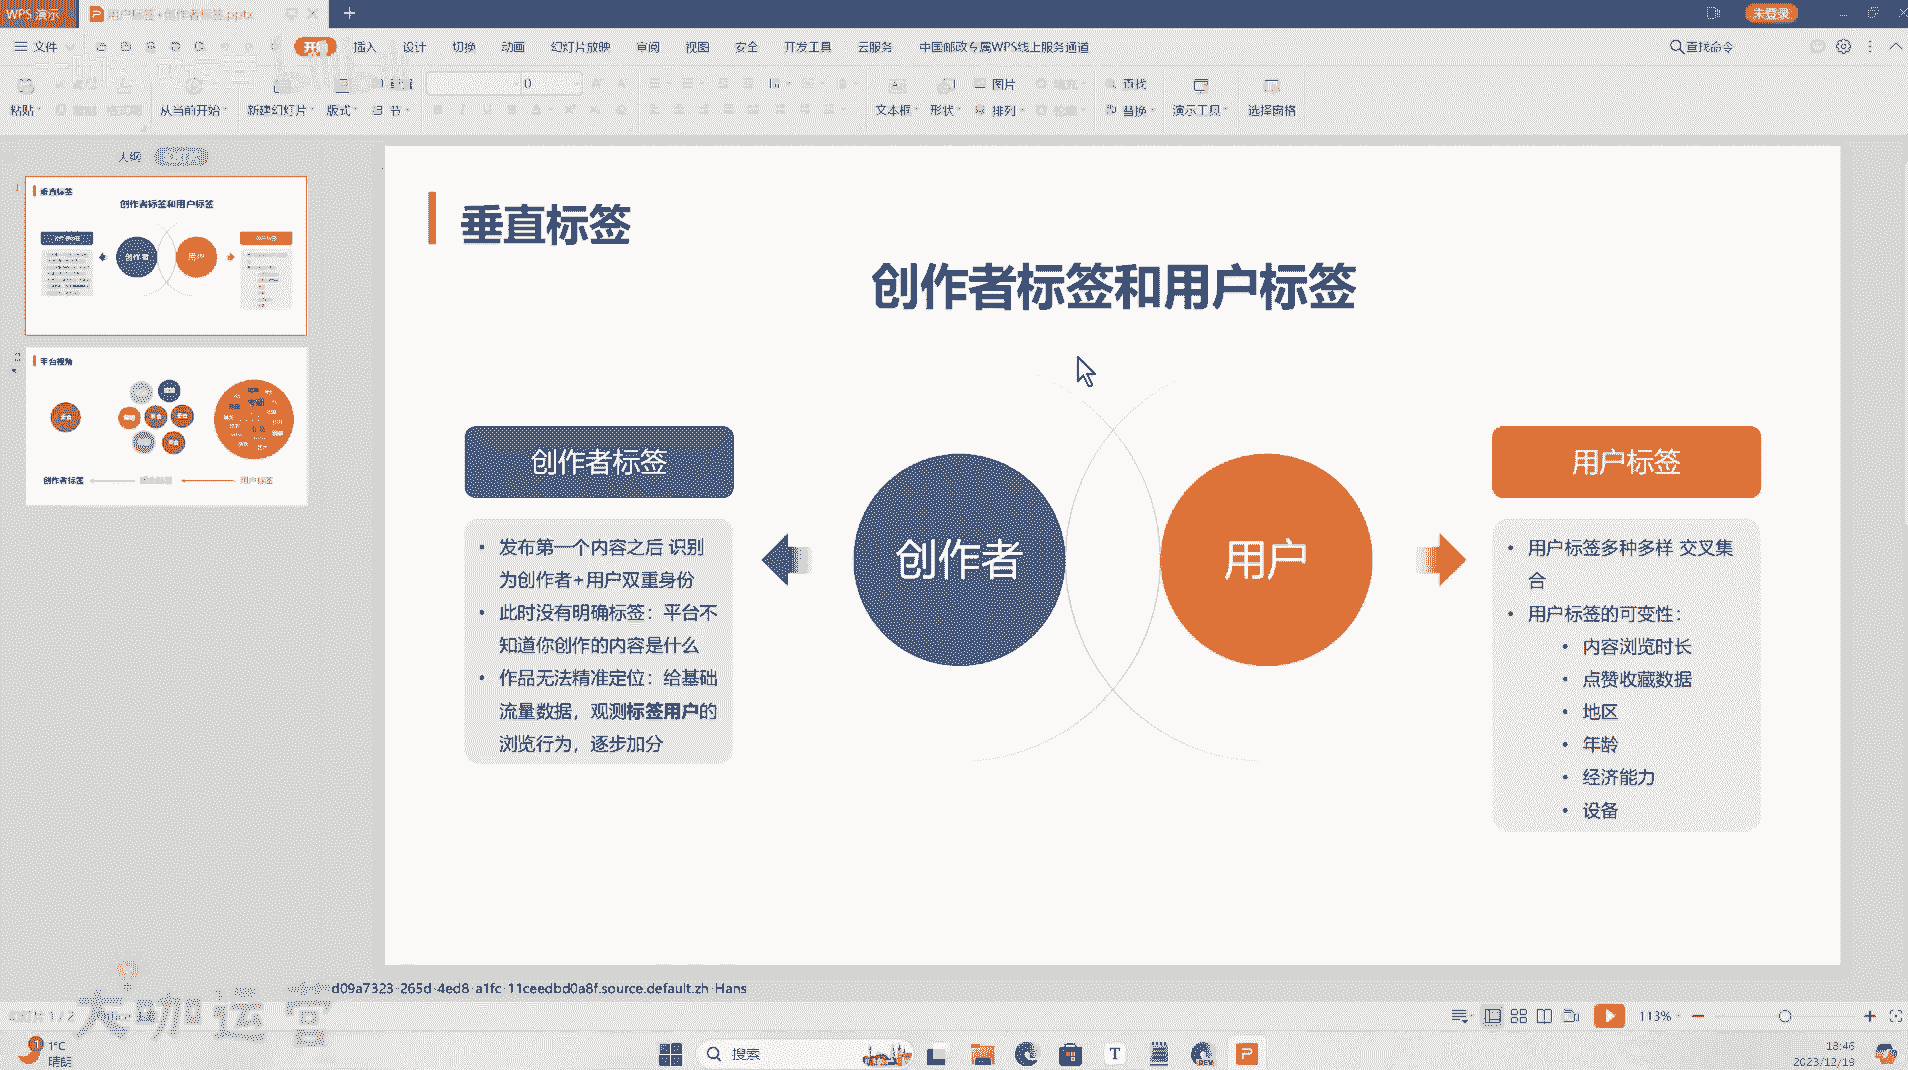 WPS 演示
用户标签+创作者标签.pptx
未登录
文件
开始
插入
设计
切换
动画
幻灯片放映
审阅
视图
安全
开发工具
云服务
中国邮政专属WPS线上服务通道
查找命令
粘贴
从当前开始
新建幻灯片
版式
节
0
文本框
形状
图片
排列
填充
轮廓
查找
替换
演示工具
选择窗格
大纲
垂直标签
创作者标签和用户标签
创作者
用户
平台视角
创作者标签
用户标签
垂直标签
创作者标签和用户标签
创作者标签
• 发布第一个内容之后 识别
为创作者+用户双重身份
• 此时没有明确标签：平台不
知道你创作的内容是什么
• 作品无法精准定位：给基础
流量数据，观测标签用户的
浏览行为，逐步加分
创作者
用户
用户标签
• 用户标签多种多样 交叉集
合
• 用户标签的可变性：
• 内容浏览时长
• 点赞收藏数据
• 地区
• 年龄
• 经济能力
• 设备
d09a7323-265d-4ed8-a1fc-11ceedbd0a8f.source.default.zh-Hans
大咖运营
幻灯片 1 / 2
113%
1°C
晴朗
搜索
18:46
2023/12/19